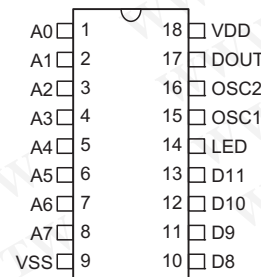 A0 1 18 VDD
A1 2 17 DOUT
A2 3 16 OSC2
A3 4 15 OSC1
A4 5 14 LED
A5 6 13 D11
A6 7 12 D10
A7 8 11 D9
VSS 9 10 D8